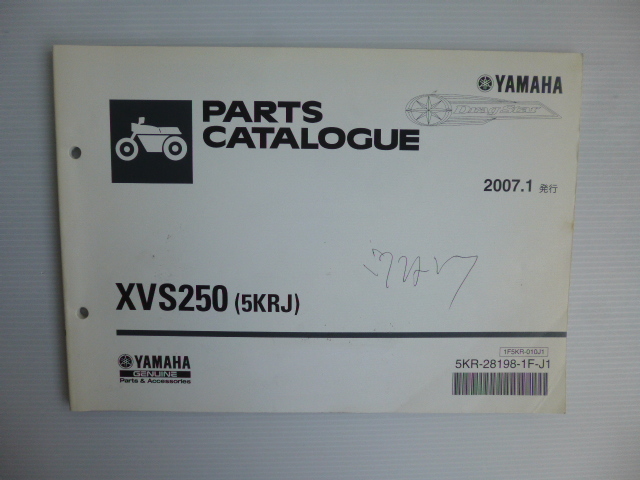 YAMAHA
DragStar
PARTS
CATALOGUE
2007.1 発行
XVS250 (5KRJ)
YAMAHA
GENUINE
Parts & Accessories
1F5KR-010J1
5KR-28198-1F-J1